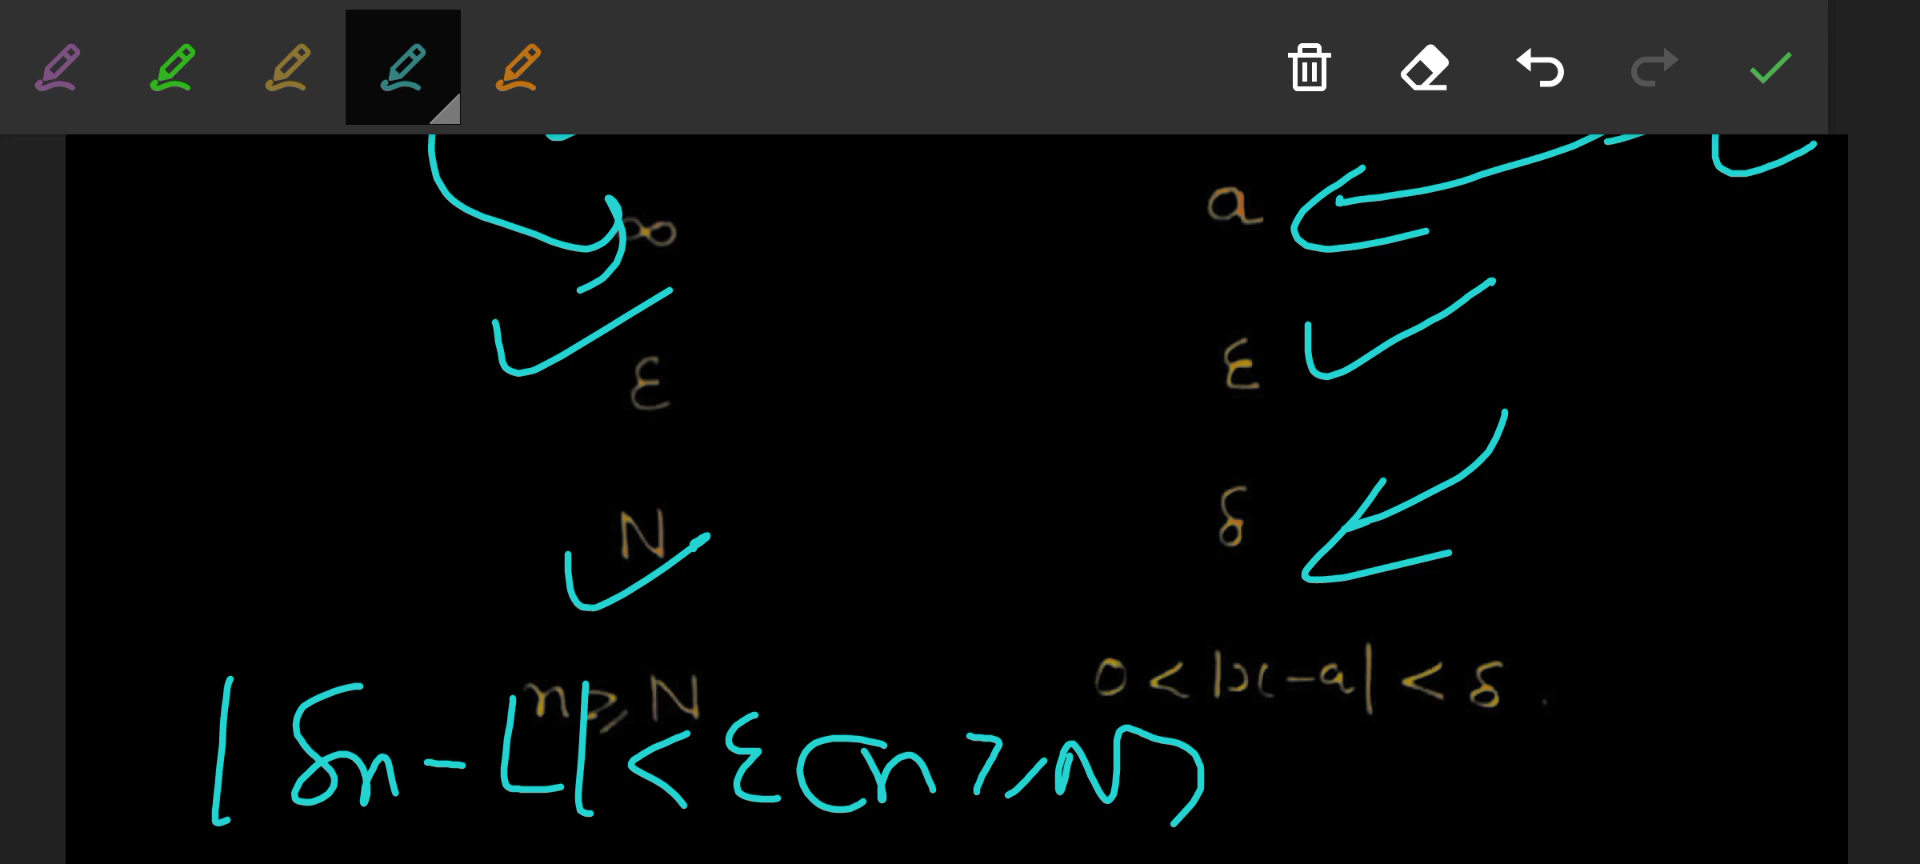 ∞ a
ε ε
N δ
n ≥ N 0 < |x - a| < δ .
|Sn - L| < ε (n ≥ N)